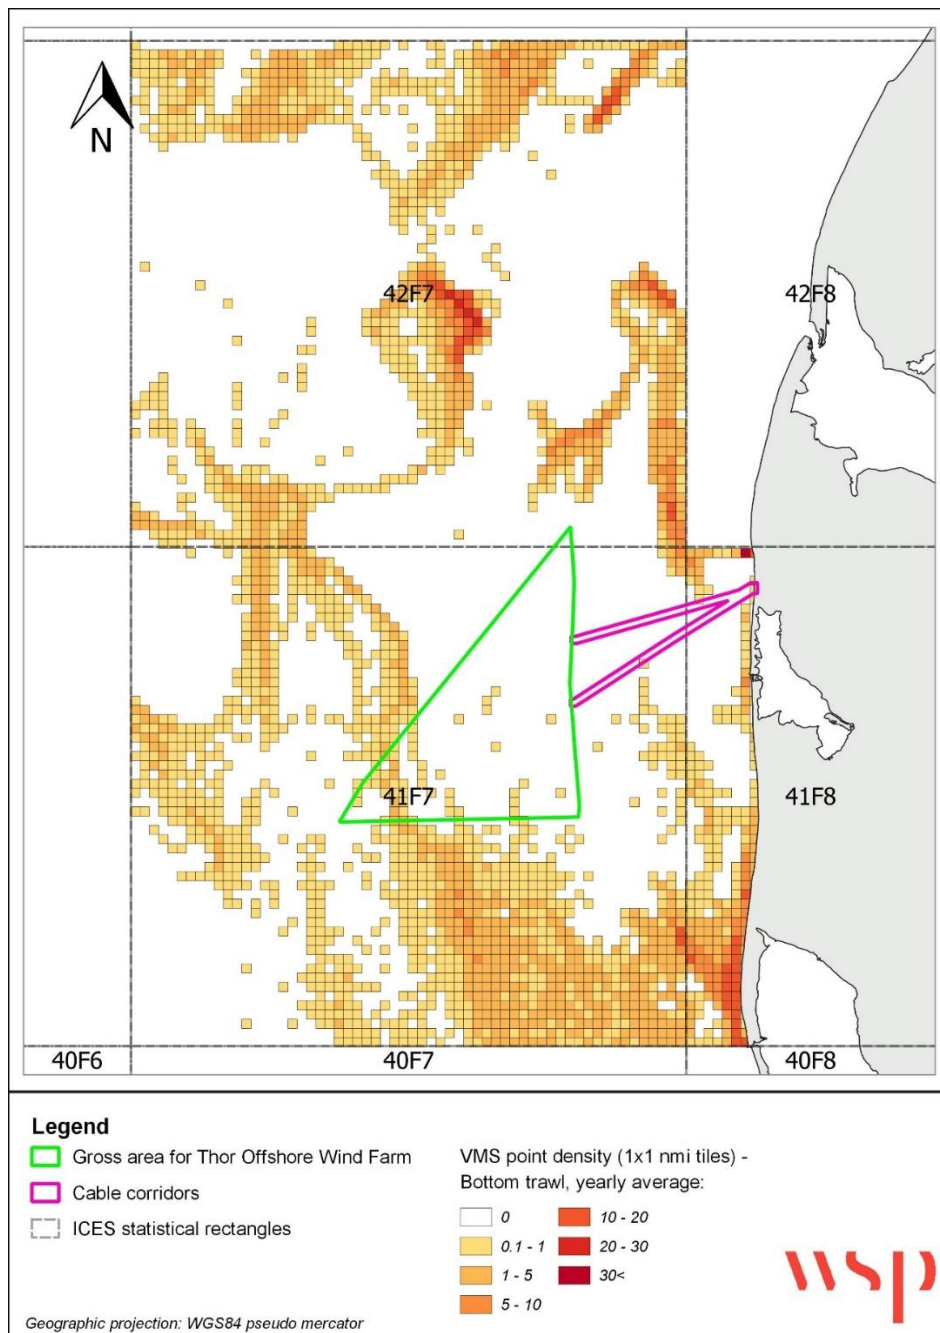 N
42F7
42F8
41F7
41F8
40F6
40F7
40F8
Legend
Gross area for Thor Offshore Wind Farm
Cable corridors
ICES statistical rectangles
VMS point density (1x1 nmi tiles) -
Bottom trawl, yearly average:
0
0.1 - 1
1 - 5
5 - 10
10 - 20
20 - 30
30<
wsp
Geographic projection: WGS84 pseudo mercator